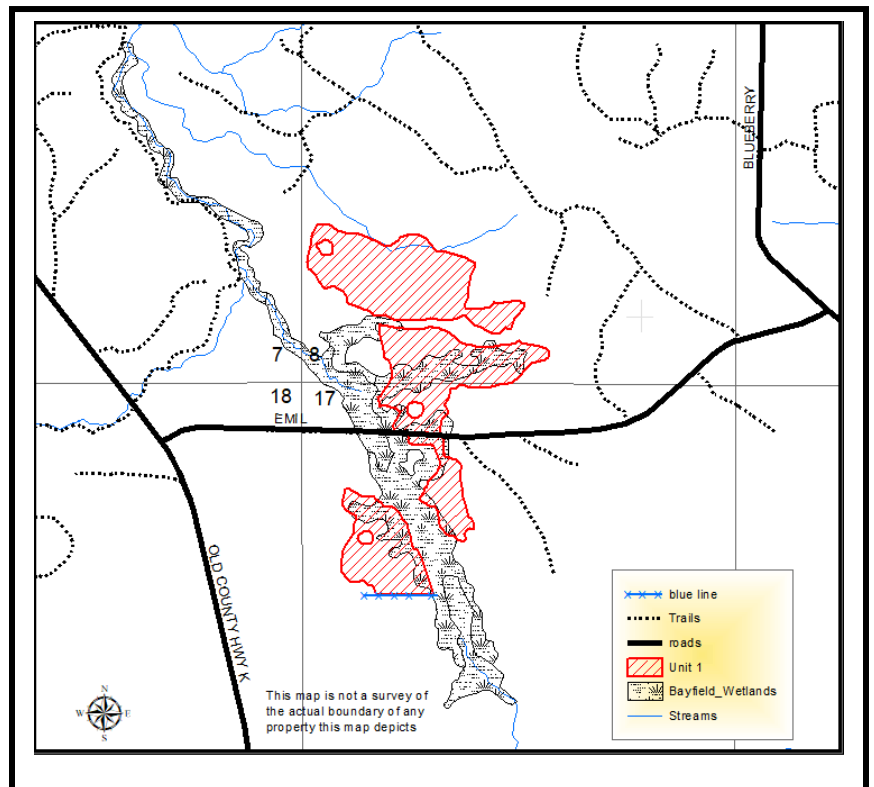 BLUEBERRY
7 8
18 17
EMIL
OLD COUNTY HWY K
blue line
Trails
roads
Unit 1
Bayfield_Wetlands
Streams
This map is not a survey of
the actual boundary of any
property this map depicts
N
W E
S